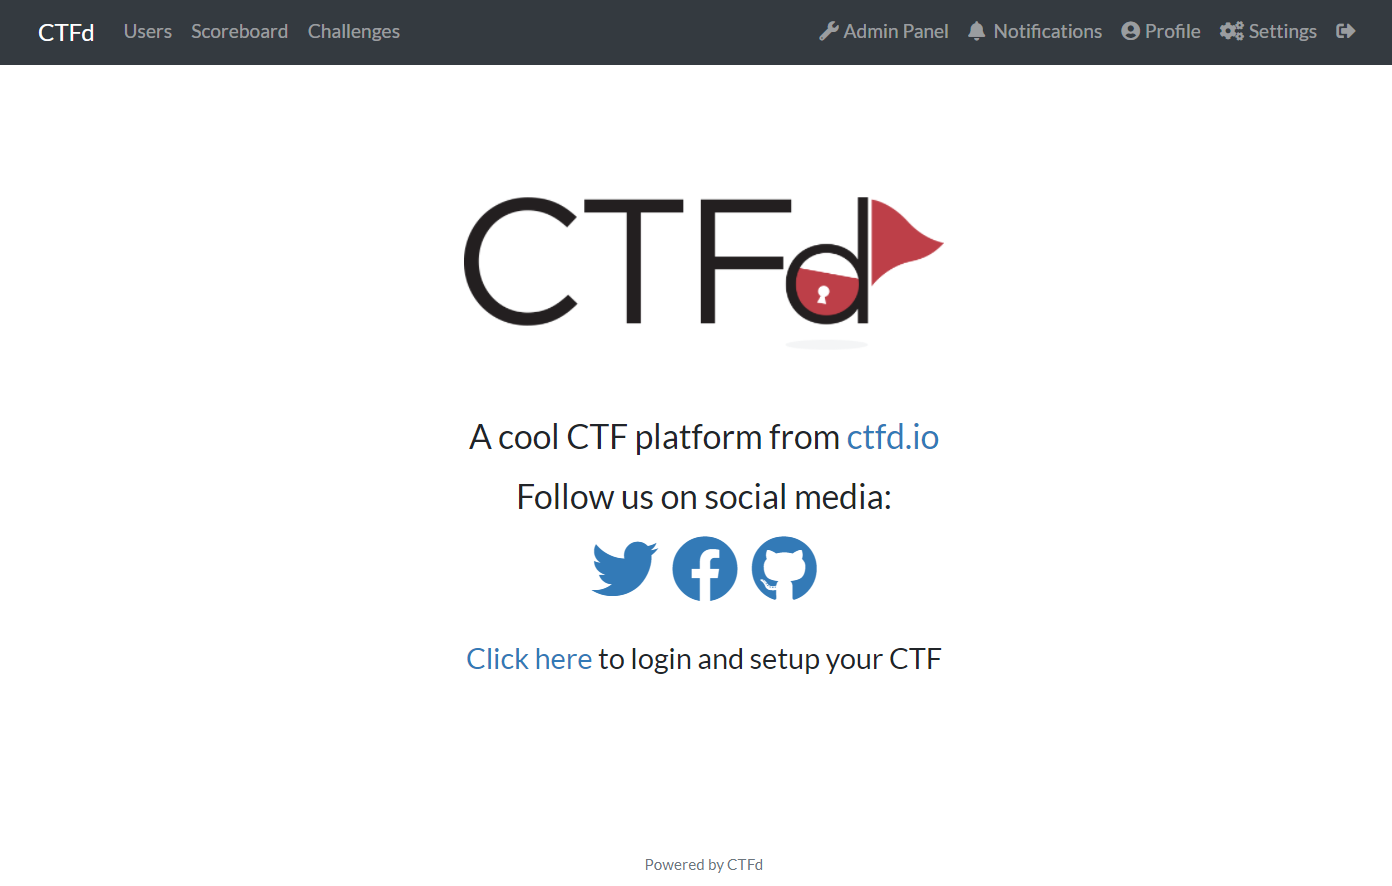 CTFd Users Scoreboard Challenges Admin Panel Notifications Profile Settings
CTFd
A cool CTF platform from ctfd.io
Follow us on social media:
Click here to login and setup your CTF
Powered by CTFd